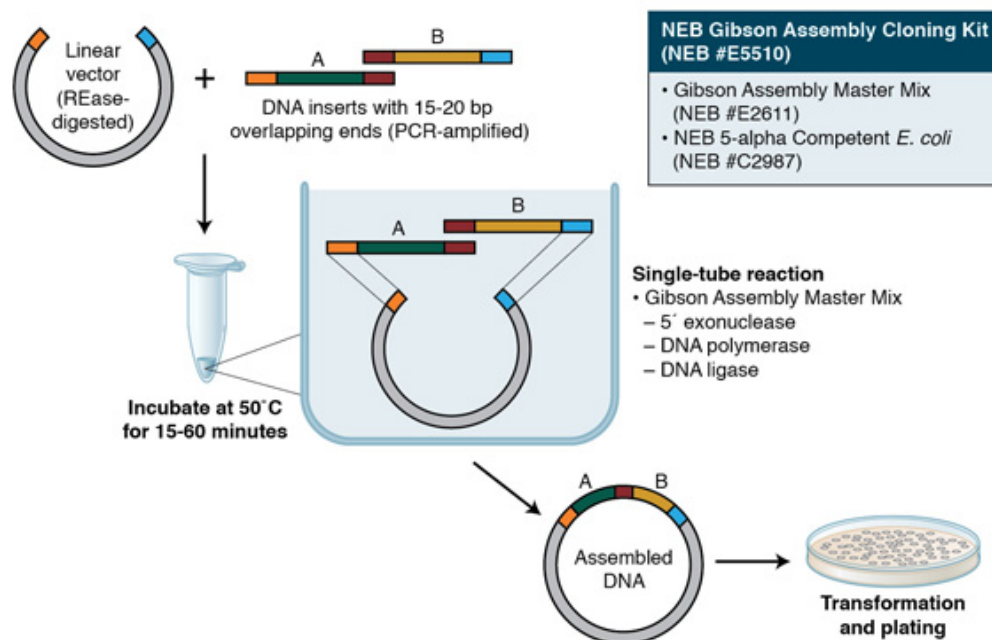 Linear
vector
(REase-
digested)
+
A
B
DNA inserts with 15-20 bp
overlapping ends (PCR-amplified)
NEB Gibson Assembly Cloning Kit
(NEB #E5510)
• Gibson Assembly Master Mix
(NEB #E2611)
• NEB 5-alpha Competent E. coli
(NEB #C2987)
A
B
Incubate at 50˚C
for 15-60 minutes
Single-tube reaction
• Gibson Assembly Master Mix
– 5´ exonuclease
– DNA polymerase
– DNA ligase
A
B
Assembled
DNA
Transformation
and plating